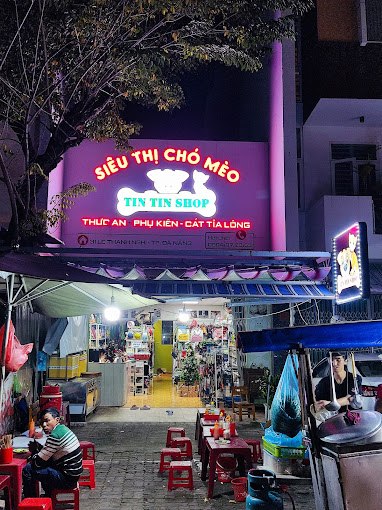 SIÊU THỊ CHÓ MÈO
TIN TIN SHOP
THỨC ĂN - PHỤ KIỆN - CẮT TỈA LÔNG